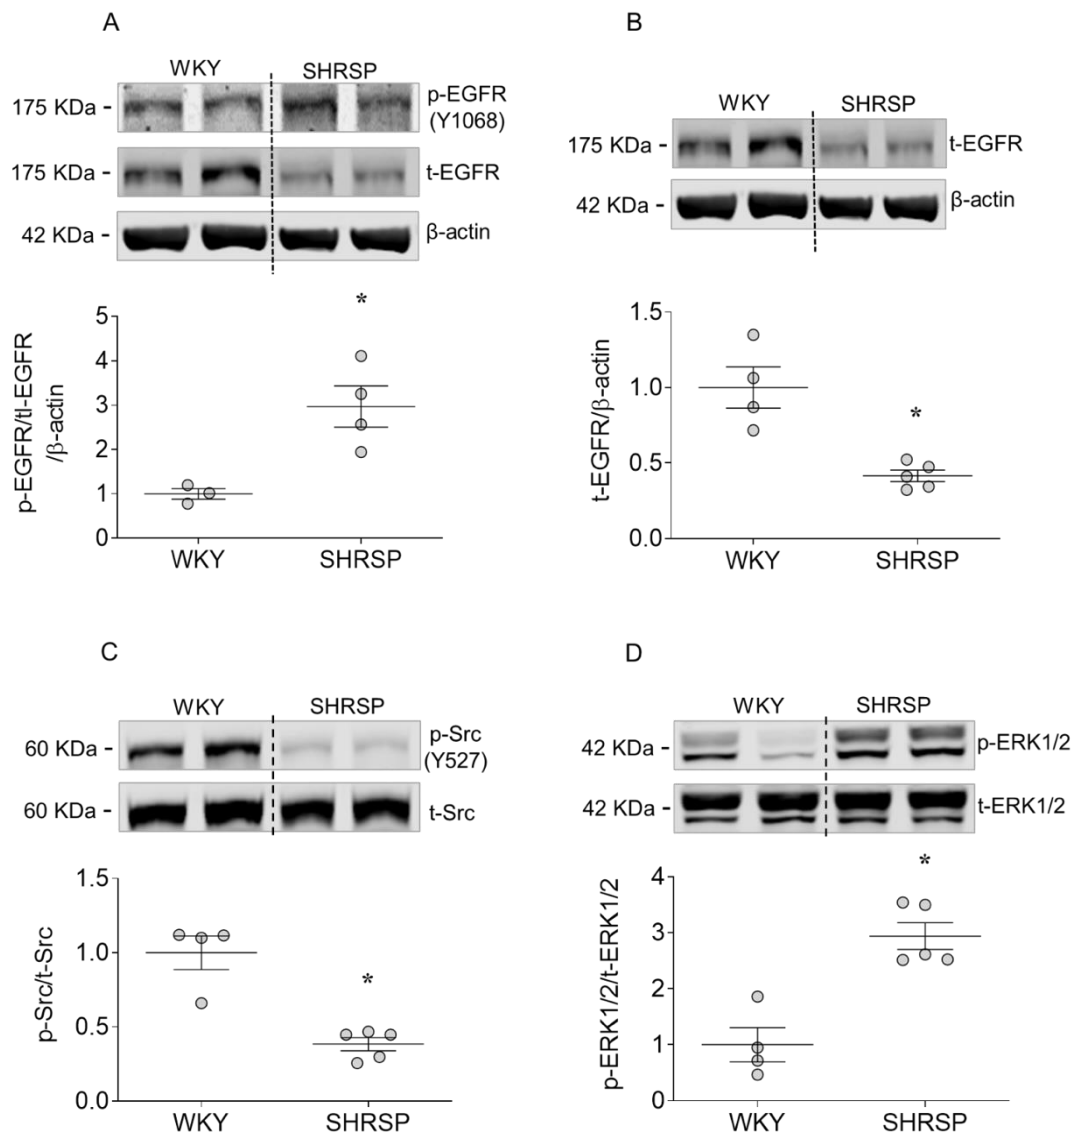 A
WKY SHRSP
175 KDa - p-EGFR
(Y1068)
175 KDa - t-EGFR
42 KDa - β-actin
*
p-EGFR/tl-EGFR
/β-actin
5
4
3
2
1
0
WKY SHRSP
B
WKY SHRSP
175 KDa - t-EGFR
42 KDa - β-actin
*
t-EGFR/β-actin
1.5
1.0
0.5
0.0
WKY SHRSP
C
WKY SHRSP
60 KDa - p-Src
(Y527)
60 KDa - t-Src
*
p-Src/t-Src
1.5
1.0
0.5
0.0
WKY SHRSP
D
WKY SHRSP
42 KDa - p-ERK1/2
42 KDa - t-ERK1/2
*
p-ERK1/2/t-ERK1/2
4
3
2
1
0
WKY SHRSP